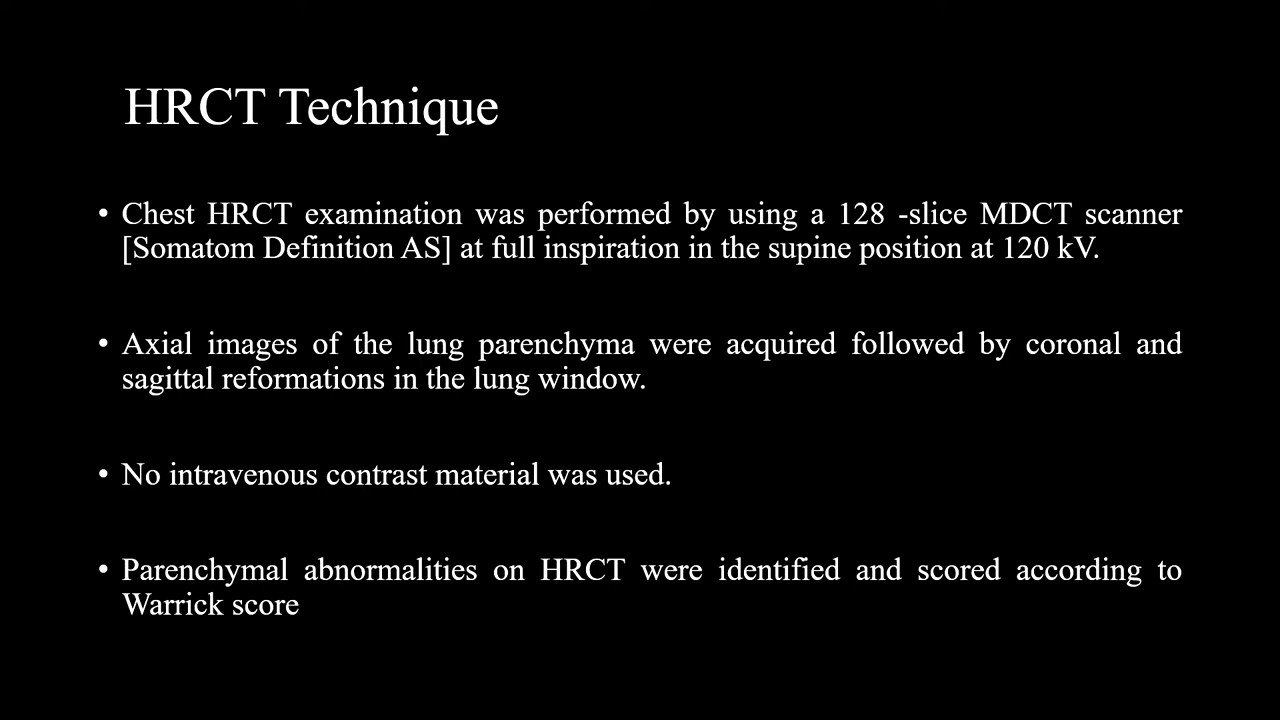 HRCT Technique
• Chest HRCT examination was performed by using a 128 -slice MDCT scanner
[Somatom Definition AS] at full inspiration in the supine position at 120 kV.
• Axial images of the lung parenchyma were acquired followed by coronal and
sagittal reformations in the lung window.
• No intravenous contrast material was used.
• Parenchymal abnormalities on HRCT were identified and scored according to
Warrick score